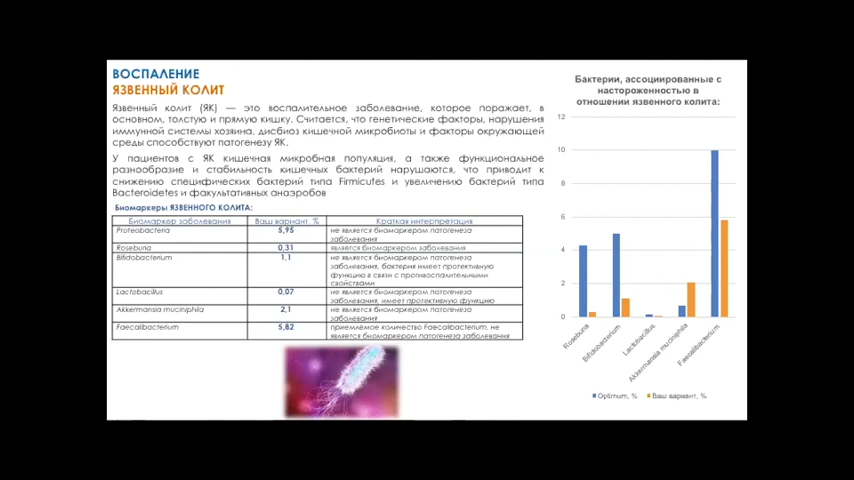 ВОСПАЛЕНИЕ
ЯЗВЕННЫЙ КОЛИТ
Язвенный колит (ЯК) — это воспалительное заболевание, которое поражает, в
основном, толстую и прямую кишку. Считается, что генетические факторы, нарушения
иммунной системы хозяина, дисбиоз кишечной микробиоты и факторы окружающей
среды способствуют патогенезу ЯК.
У пациентов с ЯК кишечная микробная популяция, а также функциональное
разнообразие и стабильность кишечных бактерий нарушаются, что приводит к
снижению специфических бактерий типа Firmicutes и увеличению бактерий типа
Bacteroidetes и факультативных анаэробов
Биомаркеры ЯЗВЕННОГО КОЛИТА:
Биомаркер заболевания Ваш вариант, % Краткая интерпретация
Proteobacteria 5,95 не является биомаркером патогенеза
заболевания
Roseburia 0,31 является биомаркером заболевания
Bifidobacterium 1,1 не является биомаркером патогенеза
заболевания, бактерия имеет протективную
функцию в связи с противоспалительными
свойствами
Lactobacillus 0,07 не является биомаркером патогенеза
заболевания, имеет протективную функцию
Akkermansia muciniphila 2,1 не является биомаркером патогенеза
заболевания
Faecalibacterium 5,82 приемлемое количество Faecalibacterium, не
является биомаркером патогенеза заболевания
Бактерии, ассоциированные с
настороженностью в
отношении язвенного колита:
12
10
8
6
4
2
0
Roseburia
Bifidobacterium
Lactobacillus
Akkermansia muciniphila
Faecalibacterium
Optimum, % Ваш вариант, %